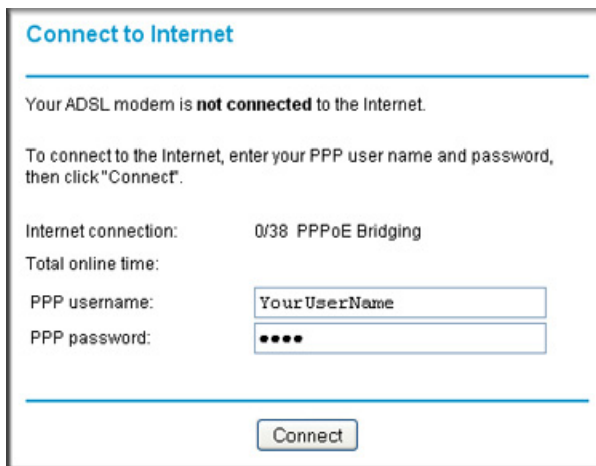 Connect to Internet
Your ADSL modem is not connected to the Internet.
To connect to the Internet, enter your PPP user name and password,
then click "Connect".
Internet connection: 0/38 PPPoE Bridging
Total online time:
PPP username: YourUserName
PPP password: ••••
Connect